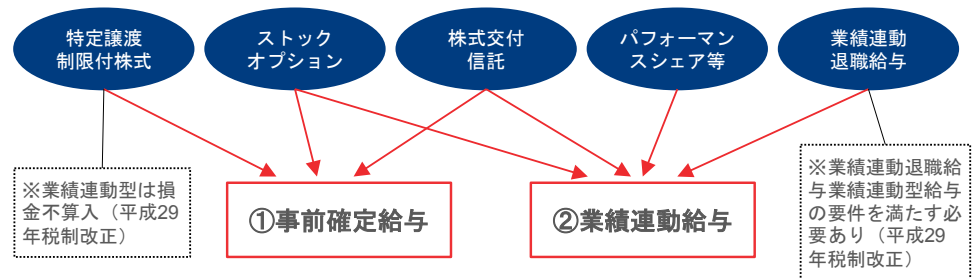 特定譲渡
制限付株式
ストック
オプション
株式交付
信託
パフォーマン
スシェア等
業績連動
退職給与
※業績連動型は損
金不算入（平成29
年税制改正）
①事前確定給与
②業績連動給与
※業績連動退職給
与業績連動型給与
の要件を満たす必
要あり（平成29
年税制改正）